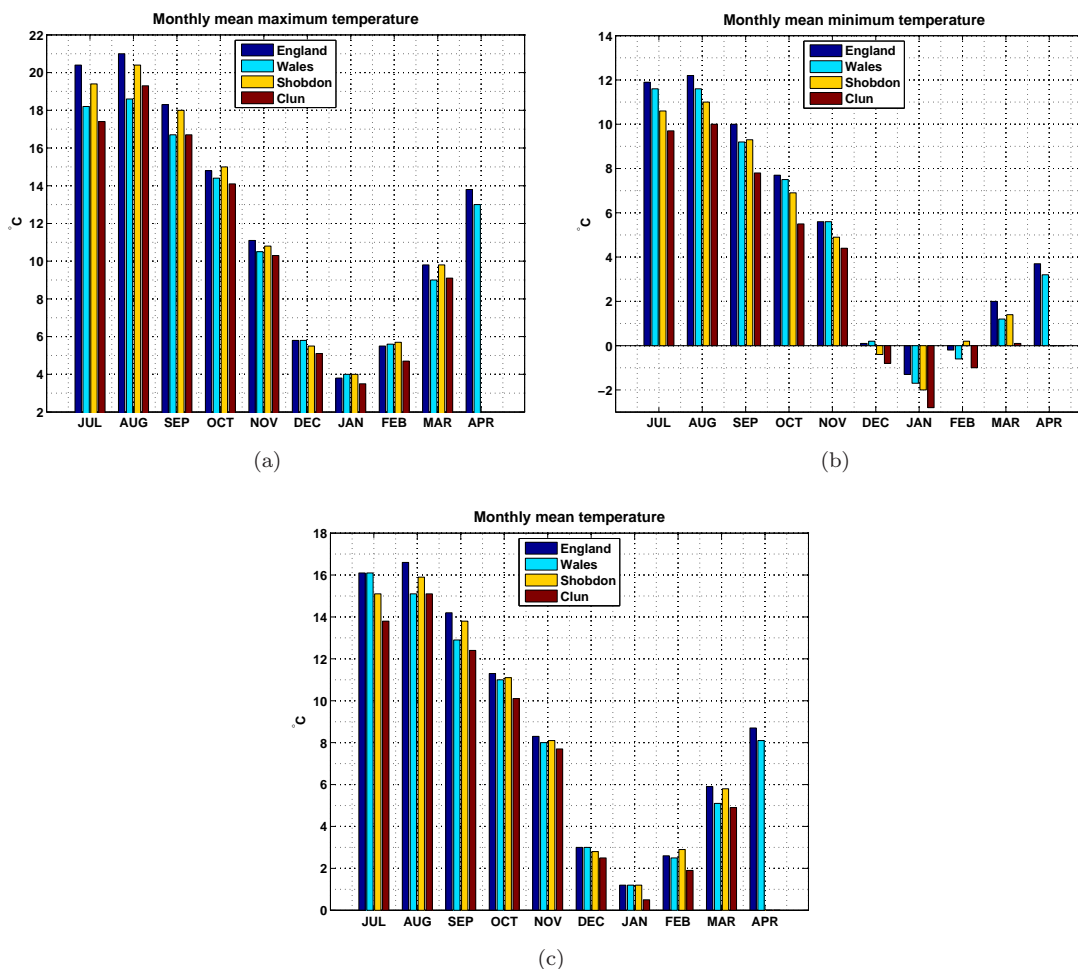 Monthly mean maximum temperature
22
20
18
16
14
12
10
8
6
4
2
°C
England
Wales
Shobdon
Clun
JUL AUG SEP OCT NOV DEC JAN FEB MAR APR
(a)
Monthly mean minimum temperature
14
12
10
8
6
4
2
0
−2
°C
England
Wales
Shobdon
Clun
JUL AUG SEP OCT NOV DEC JAN FEB MAR APR
(b)
Monthly mean temperature
18
16
14
12
10
8
6
4
2
0
°C
England
Wales
Shobdon
Clun
JUL AUG SEP OCT NOV DEC JAN FEB MAR APR
(c)